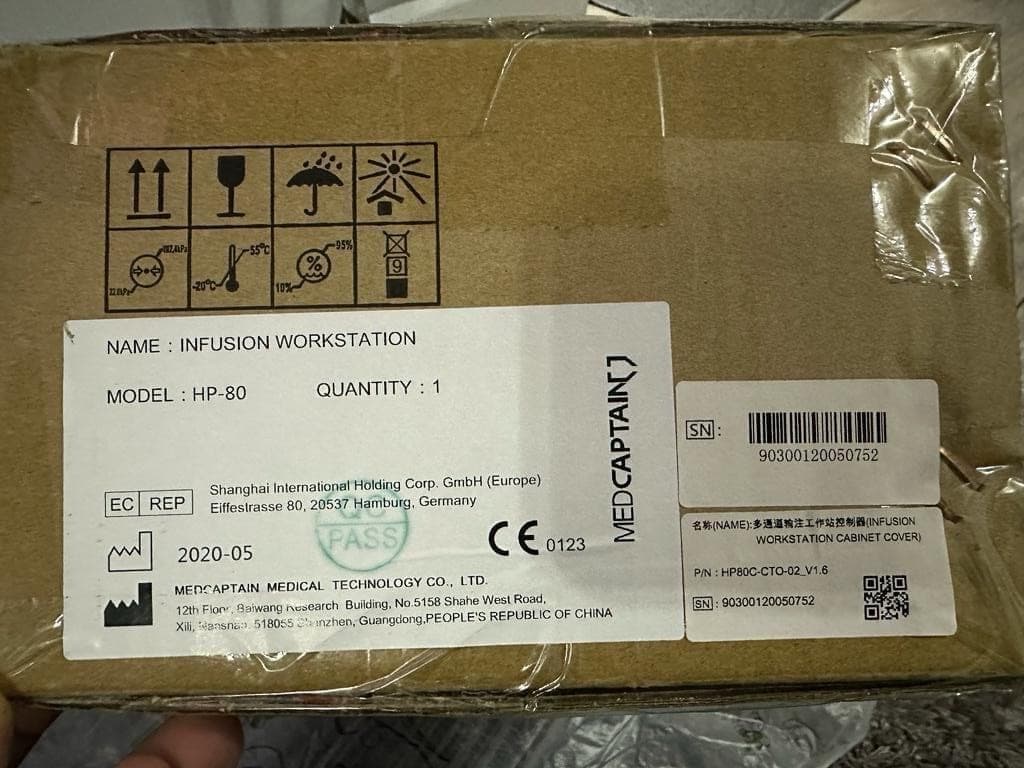 102.4kPa
22.0kPa
55°C
-20°C
95%
%
10%
9
NAME : INFUSION WORKSTATION
MODEL : HP-80 QUANTITY : 1
MEDCAPTAIN
EC REP
Shanghai International Holding Corp. GmbH (Europe)
Eiffestrasse 80, 20537 Hamburg, Germany
QC
PASS
2020-05
CE 0123
MEDCAPTAIN MEDICAL TECHNOLOGY CO., LTD.
12th Floor, Baiwang Research Building, No.5158 Shahe West Road,
Xili, Nanshan, 518055 Shenzhen, Guangdong,PEOPLE'S REPUBLIC OF CHINA
SN :
90300120050752
名称(NAME):多通道输注工作站控制器(INFUSION
WORKSTATION CABINET COVER)
P/N : HP80C-CTO-02_V1.6
SN : 90300120050752